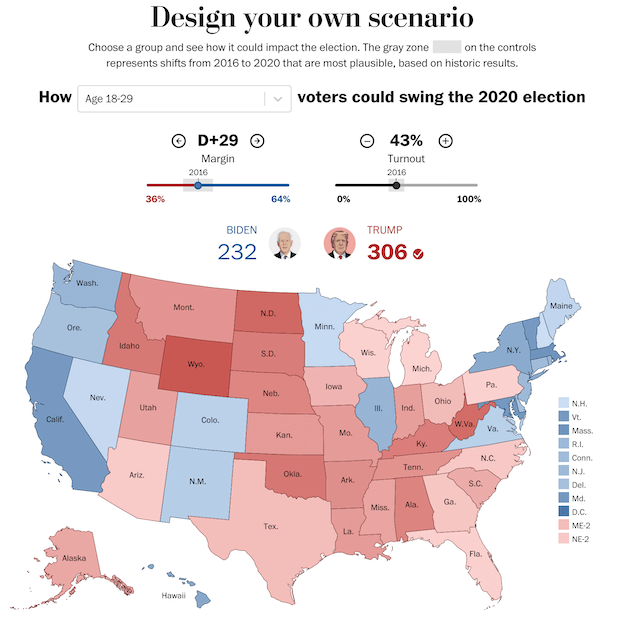 Design your own scenario
Choose a group and see how it could impact the election. The gray zone on the controls
represents shifts from 2016 to 2020 that are most plausible, based on historic results.
How Age 18-29 voters could swing the 2020 election
D+29
Margin
2016
36% 64%
43%
Turnout
2016
0% 100%
BIDEN
232
TRUMP
306
Wash.
Ore.
Calif.
Nev.
Idaho
Mont.
Wyo.
Utah
Ariz.
Colo.
N.M.
N.D.
S.D.
Neb.
Kan.
Okla.
Tex.
Minn.
Iowa
Mo.
Ark.
La.
Wis.
Ill.
Mich.
Ind.
Ohio
Ky.
Tenn.
Miss.
Ala.
Ga.
Fla.
S.C.
N.C.
Va.
W.Va.
Pa.
N.Y.
Maine
Alaska
Hawaii
N.H.
Vt.
Mass.
R.I.
Conn.
N.J.
Del.
Md.
D.C.
ME-2
NE-2